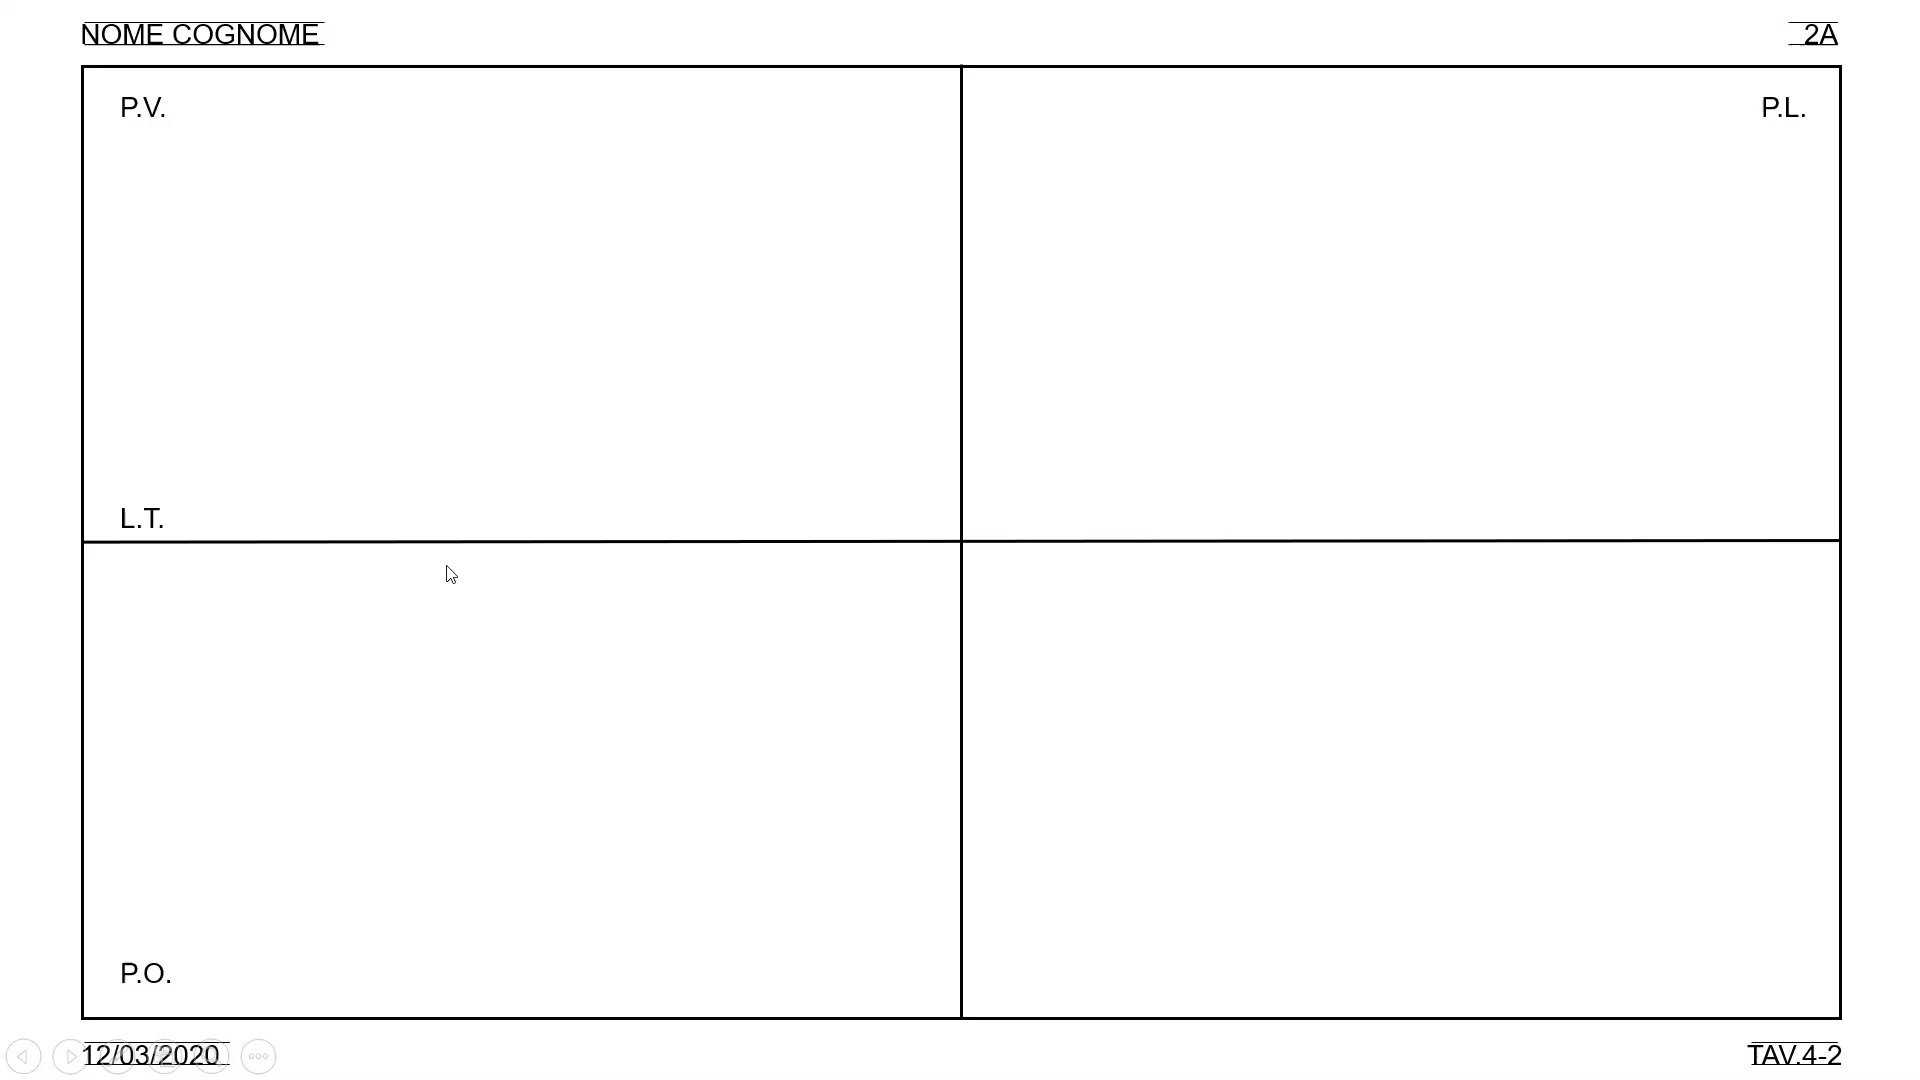 NOME COGNOME
2A
P.V.
P.L.
L.T.
P.O.
12/03/2020
TAV.4-2